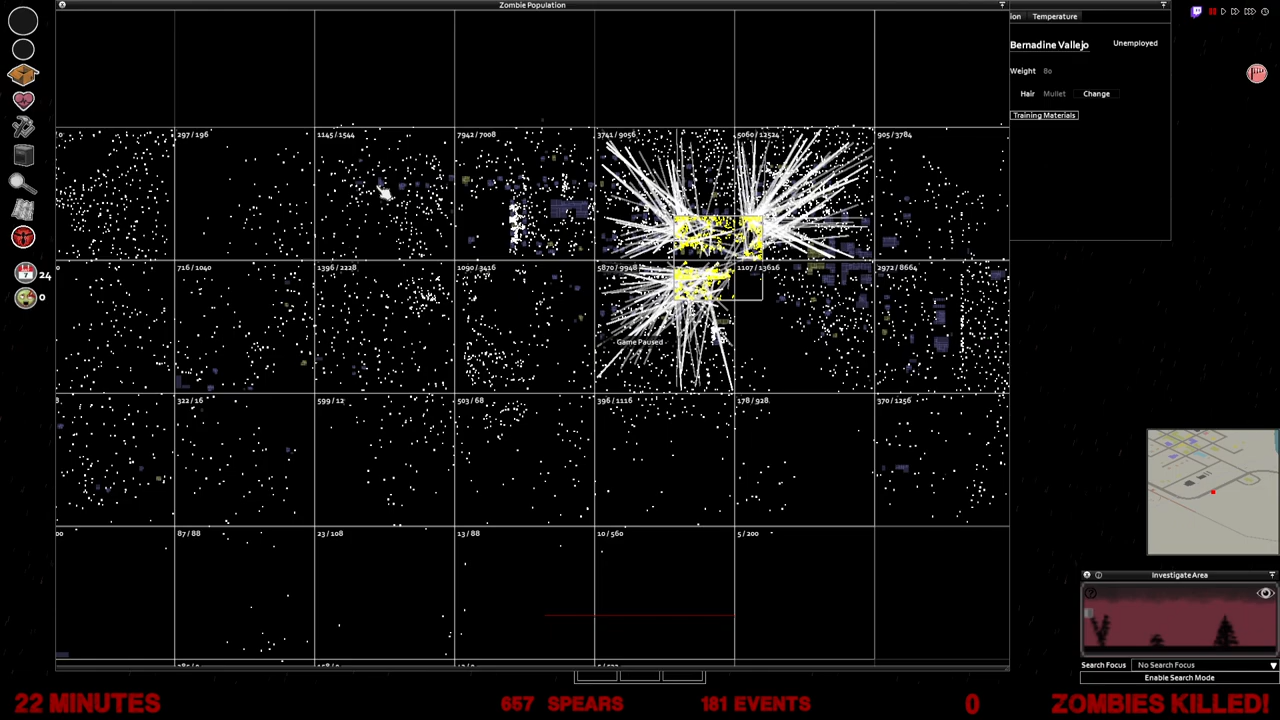 Zombie Population
ion Temperature
Bernadine Vallejo Unemployed
Weight 80
Hair Mullet Change
Training Materials
297 / 196 1145 / 1544 7942 / 7008 3741 / 9056 5060 / 12524 905 / 3784
716 / 1040 1396 / 2228 1090 / 3416 5870 / 9948 1107 / 13616 2972 / 8664
Game Paused
322 / 16 599 / 12 503 / 68 396 / 1116 178 / 928 370 / 1256
87 / 88 23 / 108 13 / 88 10 / 560 5 / 200
7
24
0
Investigate Area
Search Focus No Search Focus
Enable Search Mode
22 MINUTES 657 SPEARS 181 EVENTS 0 ZOMBIES KILLED!